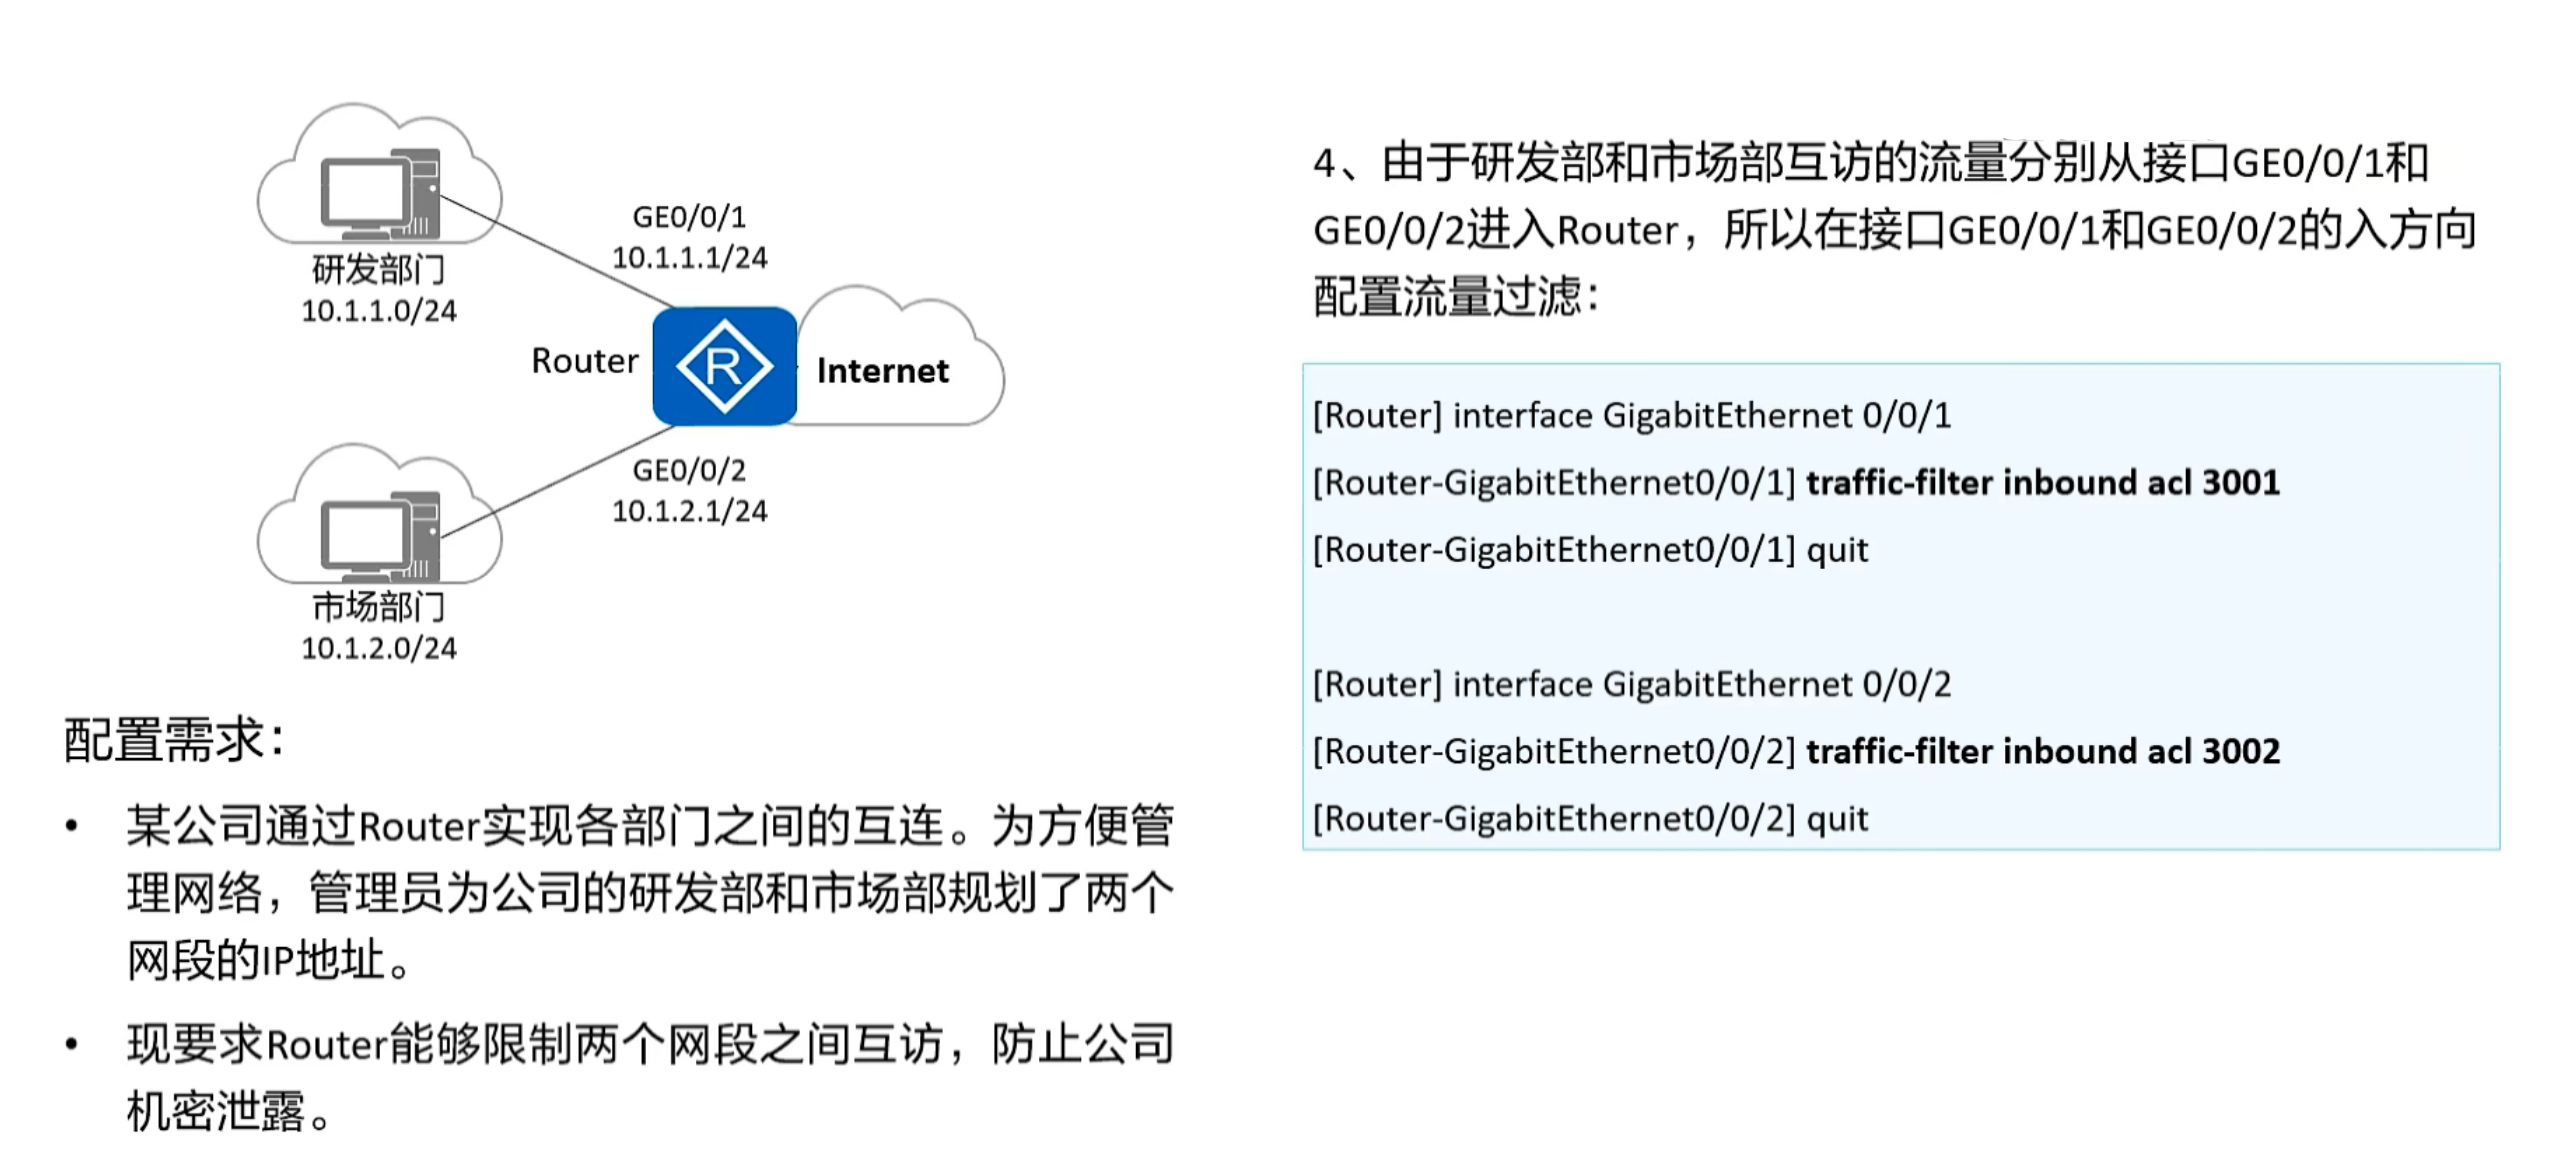 GE0/0/1
10.1.1.1/24
研发部门
10.1.1.0/24
Router
R
Internet
GE0/0/2
10.1.2.1/24
市场部门
10.1.2.0/24
配置需求：
• 某公司通过Router实现各部门之间的互连。为方便管
理网络，管理员为公司的研发部和市场部规划了两个
网段的IP地址。
• 现要求Router能够限制两个网段之间互访，防止公司
机密泄露。
4、由于研发部和市场部互访的流量分别从接口GE0/0/1和
GE0/0/2进入Router，所以在接口GE0/0/1和GE0/0/2的入方向
配置流量过滤：
[Router] interface GigabitEthernet 0/0/1
[Router-GigabitEthernet0/0/1] traffic-filter inbound acl 3001
[Router-GigabitEthernet0/0/1] quit
[Router] interface GigabitEthernet 0/0/2
[Router-GigabitEthernet0/0/2] traffic-filter inbound acl 3002
[Router-GigabitEthernet0/0/2] quit